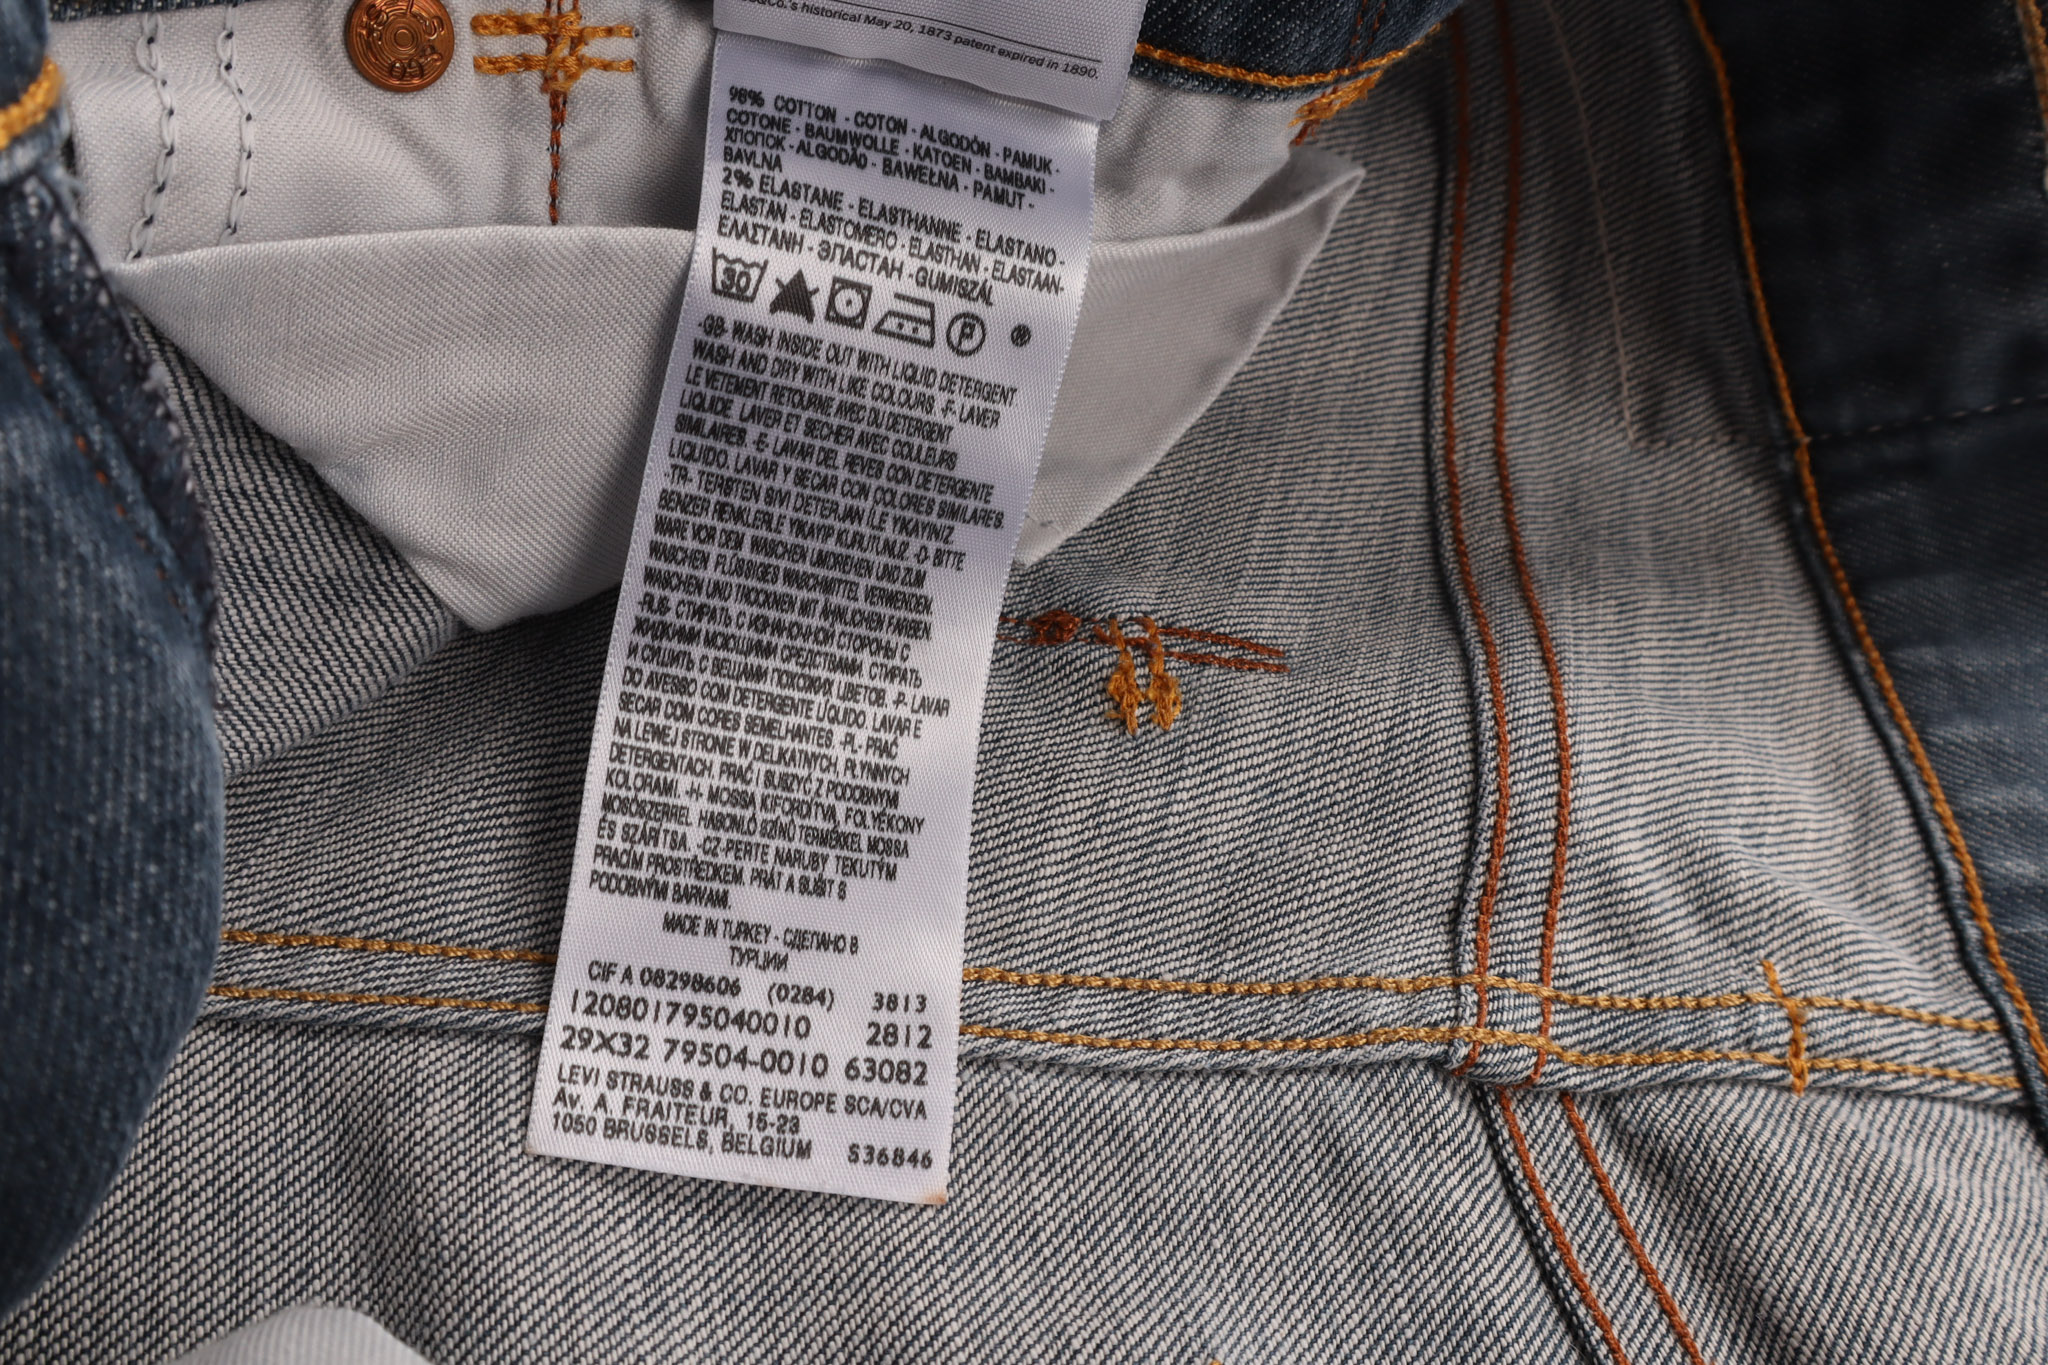 &Co.'s historical May 20, 1873 patent expired in 1890.
98% COTTON - COTON - ALGODÓN - PAMUK -
COTONE - BAUMWOLLE - KATOEN - BAMBAKI -
ХЛОПОК - ALGODÃO - BAWEŁNA - PAMUT -
BAVLNA
2% ELASTANE - ELASTHANNE - ELASTANO -
ELASTAN - ELASTOMERO - ELASTHAN - ELASTAAN-
ΕΛΑΣΤΑΝΗ - ЭЛАСТАН - GUMISZÁL
30 P
-GB- WASH INSIDE OUT WITH LIQUID DETERGENT
WASH AND DRY WITH LIKE COLOURS. -F- LAVER
LE VETEMENT RETOURNE AVEC DU DETERGENT
LIQUIDE. LAVER ET SECHER AVEC COULEURS
SIMILAIRES. -E- LAVAR DEL REVES CON DETERGENTE
LIQUIDO. LAVAR Y SECAR CON COLORES SIMILARES.
-TR- TERSTEN SIVI DETERJAN İLE YIKAYINIZ
BENZER RENKLERLE YIKAYIP KURUTUNUZ -D- BITTE
WARE VOR DEM WASCHEN UMDREHEN UND ZUM
WASCHEN FLÜSSIGES WASCHMITTEL VERWENDEN.
WASCHEN UND TROCKNEN MIT ÄHNLICHEN FARBEN.
-RUS- СТИРАТЬ С ИЗНАНОЧНОЙ СТОРОНЫ С
ЖИДКИМИ МОЮЩИМИ СРЕДСТВАМИ. СТИРАТЬ
И СУШИТЬ С ВЕЩАМИ ПОХОЖИХ ЦВЕТОВ. -P- LAVAR
DO AVESSO COM DETERGENTE LÍQUIDO. LAVAR E
SECAR COM CORES SEMELHANTES. -PL- PRAĆ
NA LEWEJ STRONIE W DELIKATNYCH, PŁYNNYCH
DETERGENTACH. PRAĆ I SUSZYĆ Z PODOBNYMI
KOLORAMI. -H- MOSSA KIFORDÍTVA, FOLYÉKONY
MOSÓSZERREL. HASONLÓ SZÍNŰ TERMÉKKEL MOSSA
ÉS SZÁRÍTSA. -CZ-PERTE NARUBY TEKUTÝM
PRACÍM PROSTŘEDKEM. PRÁT A SUŠIT S
PODOBNÝMI BARVAMI.
MADE IN TURKEY - СДЕЛАНО В
ТУРЦИИ
CIF A 08298606 (0284) 3813
120801795040010 2812
29X32 79504-0010 63082
LEVI STRAUSS & CO. EUROPE SCA/CVA
AV. A. FRAITEUR, 15-23
1050 BRUSSELS, BELGIUM S36846